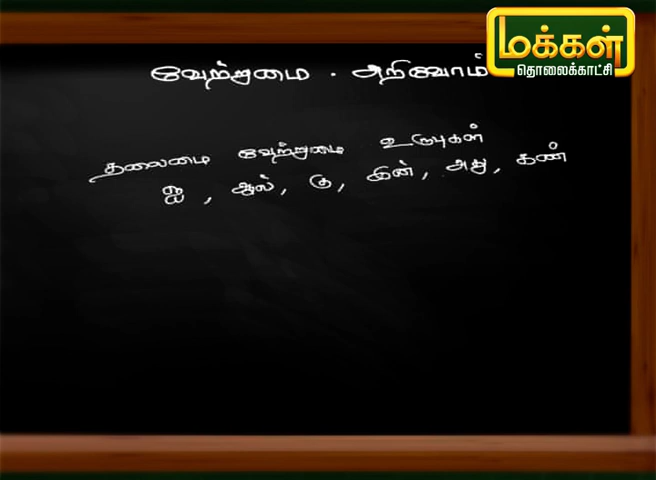 மக்கள்
தொலைக்காட்சி
வேற்றுமை . அறிவோம்
தலைமை வேற்றுமை உருபுகள்
ஐ, ஆல், கு, இன், அது, கண்